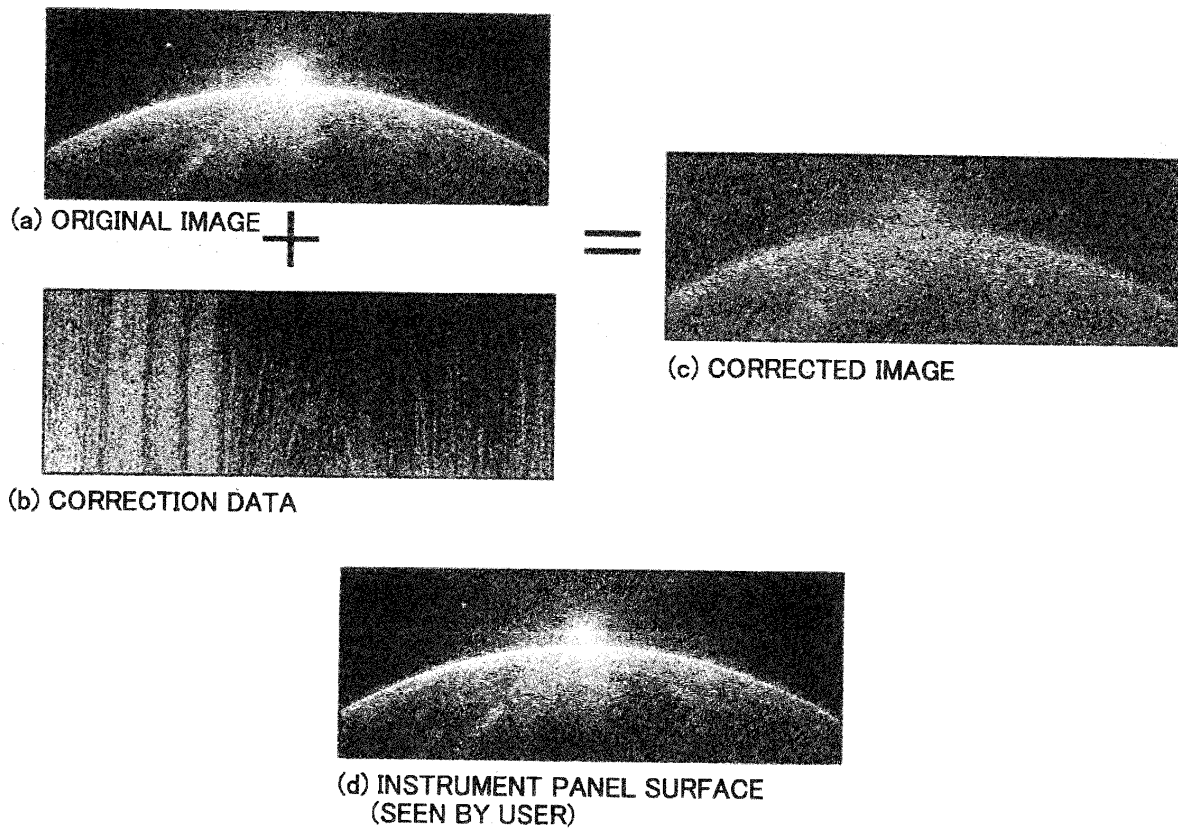 (a) ORIGINAL IMAGE
+
=
(b) CORRECTION DATA
(c) CORRECTED IMAGE
(d) INSTRUMENT PANEL SURFACE
(SEEN BY USER)